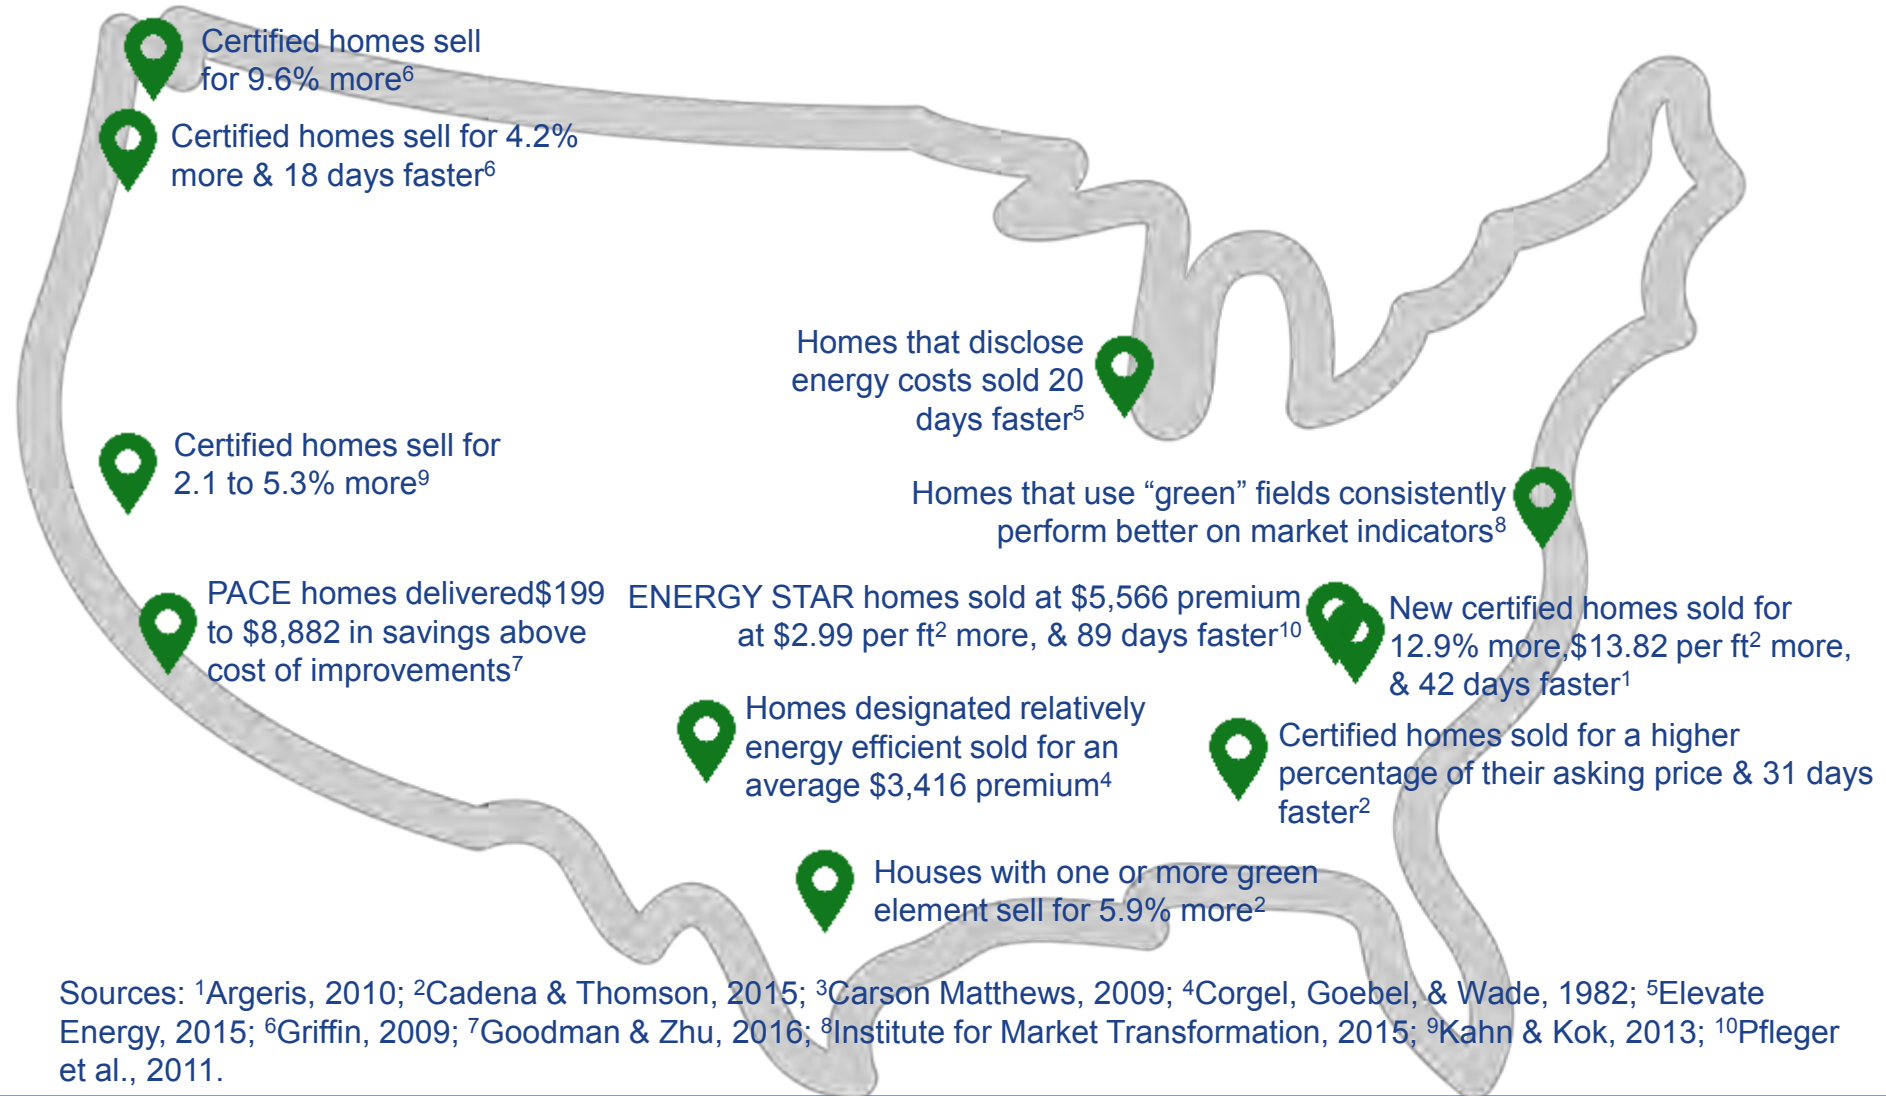 Certified homes sell
for 9.6% more⁶
Certified homes sell for 4.2%
more & 18 days faster⁶
Homes that disclose
energy costs sold 20
days faster⁵
Certified homes sell for
2.1 to 5.3% more⁹
Homes that use “green” fields consistently
perform better on market indicators⁸
PACE homes delivered$199
to $8,882 in savings above
cost of improvements⁷
ENERGY STAR homes sold at $5,566 premium
at $2.99 per ft² more, & 89 days faster¹⁰
New certified homes sold for
12.9% more,$13.82 per ft² more,
& 42 days faster¹
Homes designated relatively
energy efficient sold for an
average $3,416 premium⁴
Certified homes sold for a higher
percentage of their asking price & 31 days
faster²
Houses with one or more green
element sell for 5.9% more²
Sources: ¹Argeris, 2010; ²Cadena & Thomson, 2015; ³Carson Matthews, 2009; ⁴Corgel, Goebel, & Wade, 1982; ⁵Elevate
Energy, 2015; ⁶Griffin, 2009; ⁷Goodman & Zhu, 2016; ⁸Institute for Market Transformation, 2015; ⁹Kahn & Kok, 2013; ¹⁰Pfleger
et al., 2011.